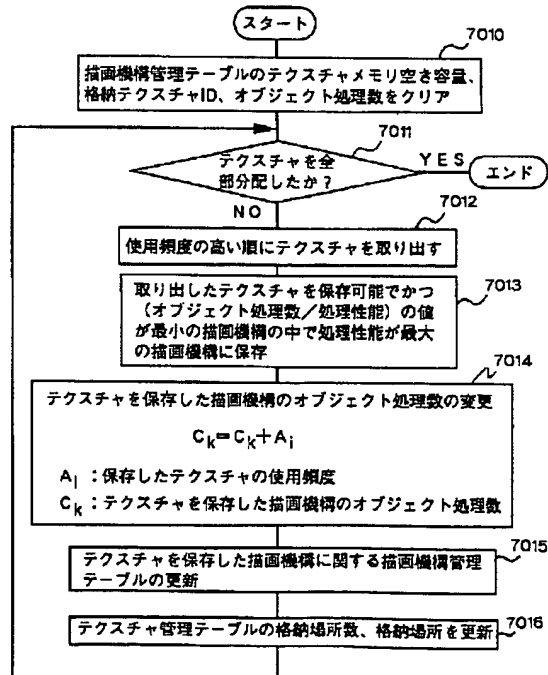 スタート
7010
描画機構管理テーブルのテクスチャメモリ空き容量、
格納テクスチャID、オブジェクト処理数をクリア
7011
テクスチャを全
部分配したか？
YES
エンド
NO
7012
使用頻度の高い順にテクスチャを取り出す
7013
取り出したテクスチャを保存可能でかつ
（オブジェクト処理数／処理性能）の値
が最小の描画機構の中で処理性能が最大
の描画機構に保存
7014
テクスチャを保存した描画機構のオブジェクト処理数の変更
Ck=Ck+Ai
Ai：保存したテクスチャの使用頻度
Ck：テクスチャを保存した描画機構のオブジェクト処理数
7015
テクスチャを保存した描画機構に関する描画機構管理
テーブルの更新
7016
テクスチャ管理テーブルの格納場所数、格納場所を更新